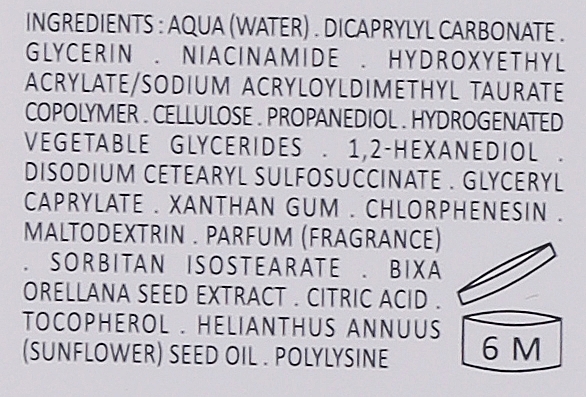 INGREDIENTS : AQUA (WATER) . DICAPRYLYL CARBONATE .
GLYCERIN . NIACINAMIDE . HYDROXYETHYL
ACRYLATE/SODIUM ACRYLOYLDIMETHYL TAURATE
COPOLYMER . CELLULOSE . PROPANEDIOL . HYDROGENATED
VEGETABLE GLYCERIDES . 1,2-HEXANEDIOL .
DISODIUM CETEARYL SULFOSUCCINATE . GLYCERYL
CAPRYLATE . XANTHAN GUM . CHLORPHENESIN .
MALTODEXTRIN . PARFUM (FRAGRANCE)
. SORBITAN ISOSTEARATE . BIXA
ORELLANA SEED EXTRACT . CITRIC ACID .
TOCOPHEROL . HELIANTHUS ANNUUS
(SUNFLOWER) SEED OIL . POLYLYSINE
6 M